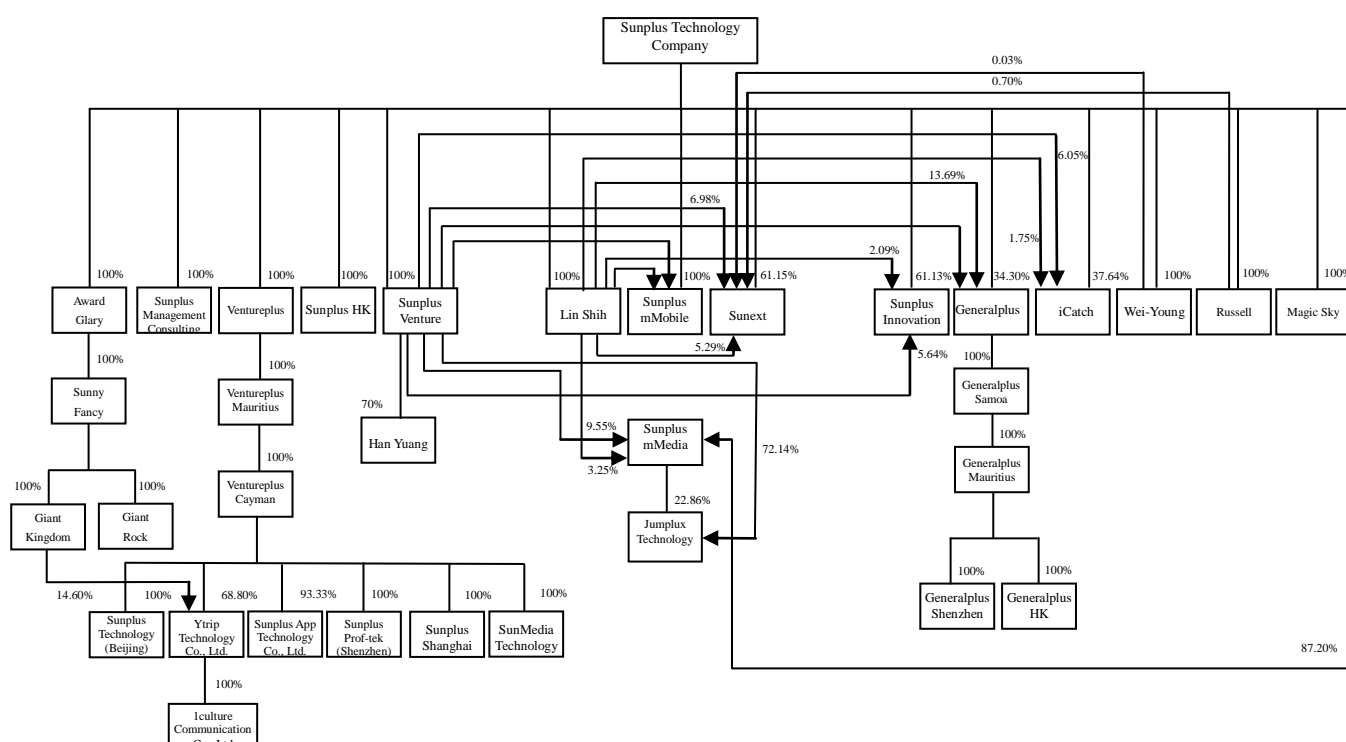 Sunplus Technology
Company
0.03%
0.70%
6.05%
13.69%
6.98%
1.75%
2.09%
100%
100%
100%
100%
100%
100%
100%
61.15%
61.13%
34.30%
37.64%
100%
100%
100%
Award
Glary
Sunplus
Management
Consulting
Ventureplus
Sunplus HK
Sunplus
Venture
Lin Shih
Sunplus
mMobile
Sunext
Sunplus
Innovation
Generalplus
iCatch
Wei-Young
Russell
Magic Sky
5.29%
5.64%
100%
100%
100%
Sunny
Fancy
Ventureplus
Mauritius
70%
Han Yuang
Generalplus
Samoa
9.55%
3.25%
Sunplus
mMedia
72.14%
100%
100%
Generalplus
Mauritius
100%
100%
Ventureplus
Cayman
22.86%
Giant
Kingdom
Giant
Rock
Jumplux
Technology
14.60%
100%
68.80%
93.33%
100%
100%
100%
100%
100%
Sunplus
Technology
(Beijing)
Ytrip
Technology
Co., Ltd.
Sunplus App
Technology
Co., Ltd.
Sunplus
Prof-tek
(Shenzhen)
Sunplus
Shanghai
SunMedia
Technology
Generalplus
Shenzhen
Generalplus
HK
87.20%
100%
1culture
Communication